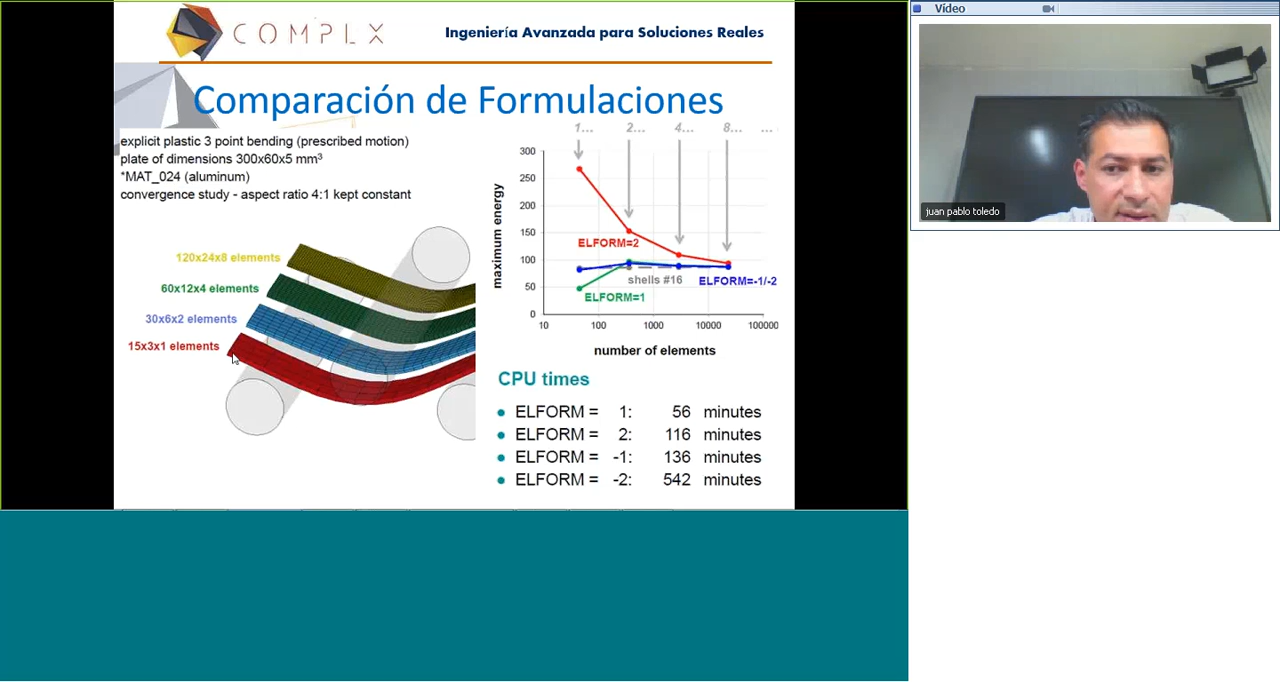 COMPLX
Ingeniería Avanzada para Soluciones Reales
Comparación de Formulaciones
explicit plastic 3 point bending (prescribed motion)
plate of dimensions 300x60x5 mm³
*MAT_024 (aluminum)
convergence study - aspect ratio 4:1 kept constant
120x24x8 elements
60x12x4 elements
30x6x2 elements
15x3x1 elements
1... 2... 4... 8... ...
maximum energy
300
250
200
150
100
50
0
ELFORM=2
shells #16
ELFORM=-1/-2
ELFORM=1
10 100 1000 10000 100000
number of elements
CPU times
• ELFORM = 1: 56 minutes
• ELFORM = 2: 116 minutes
• ELFORM = -1: 136 minutes
• ELFORM = -2: 542 minutes
Vídeo
juan pablo toledo